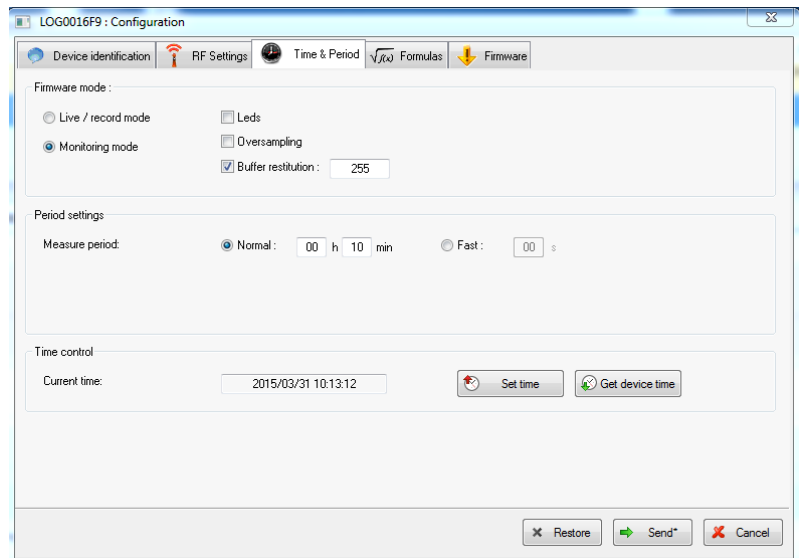 LOG0016F9 : Configuration
Device identification RF Settings Time & Period √f(x) Formulas Firmware
Firmware mode :
Live / record mode Leds
Oversampling
Monitoring mode
Buffer restitution : 255
Period settings
Measure period: Normal : 00 h 10 min Fast : 00 s
Time control
Current time: 2015/03/31 10:13:12 Set time Get device time
Restore Send* Cancel